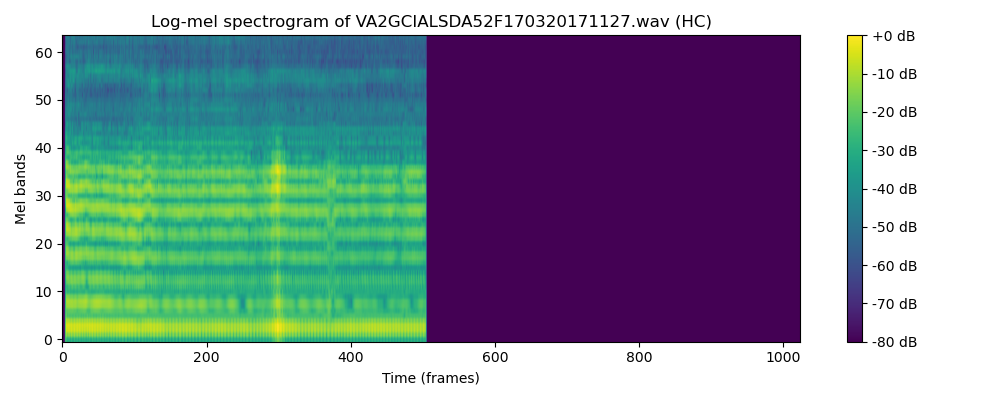 Log-mel spectrogram of VA2GCIALSDA52F170320171127.wav (HC)
Mel bands
60
50
40
30
20
10
0
0 200 400 600 800 1000
Time (frames)
+0 dB
-10 dB
-20 dB
-30 dB
-40 dB
-50 dB
-60 dB
-70 dB
-80 dB